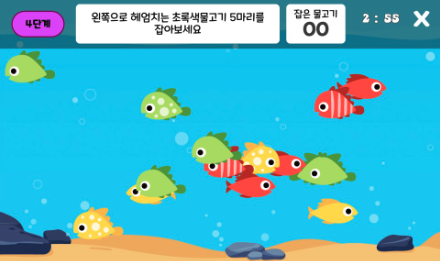 4단계
왼쪽으로 헤엄치는 초록색물고기 5마리를
잡아보세요
잡은 물고기
00
2 : 55